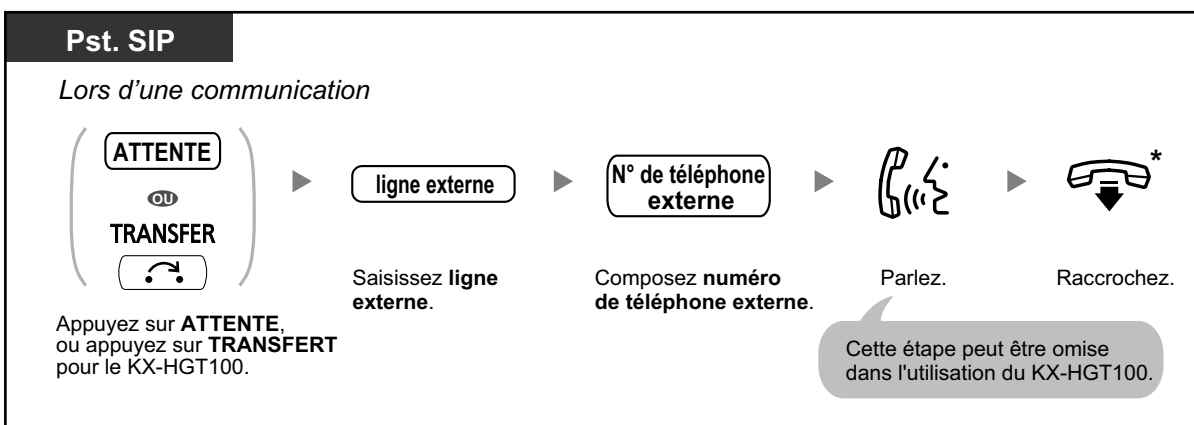 Pst. SIP
Lors d'une communication
ATTENTE
OU
TRANSFER
Appuyez sur ATTENTE,
ou appuyez sur TRANSFERT
pour le KX-HGT100.
ligne externe
Saisissez ligne
externe.
N° de téléphone
externe
Composez numéro
de téléphone externe.
Parlez.
Cette étape peut être omise
dans l'utilisation du KX-HGT100.
*
Raccrochez.